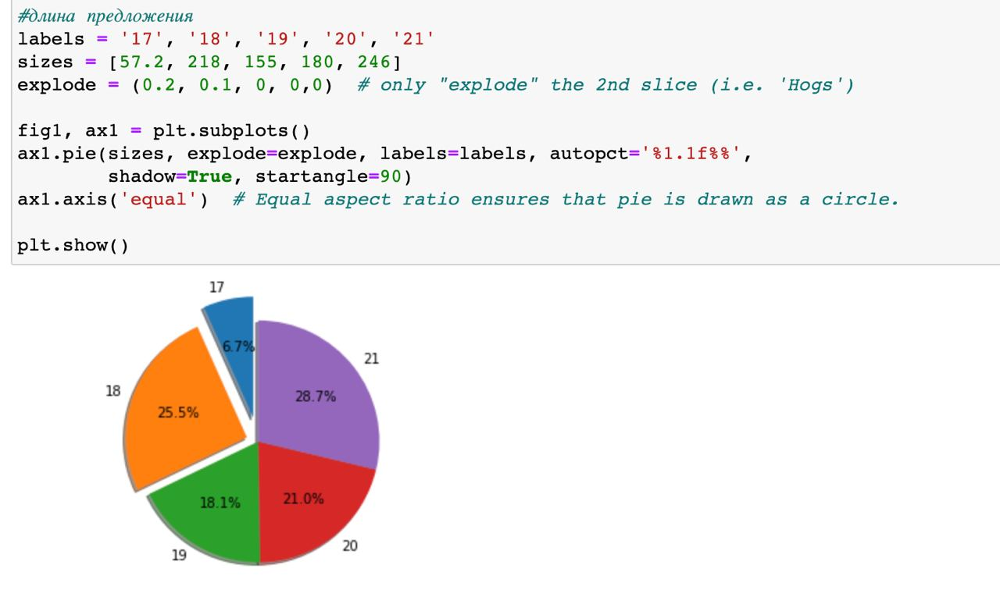 #длина предложения
labels = '17', '18', '19', '20', '21'
sizes = [57.2, 218, 155, 180, 246]
explode = (0.2, 0.1, 0, 0,0)  # only "explode" the 2nd slice (i.e. 'Hogs')
fig1, ax1 = plt.subplots()
ax1.pie(sizes, explode=explode, labels=labels, autopct='%1.1f%%',
        shadow=True, startangle=90)
ax1.axis('equal')  # Equal aspect ratio ensures that pie is drawn as a circle.
plt.show()
17
6.7%
21
18
28.7%
25.5%
18.1%
21.0%
20
19